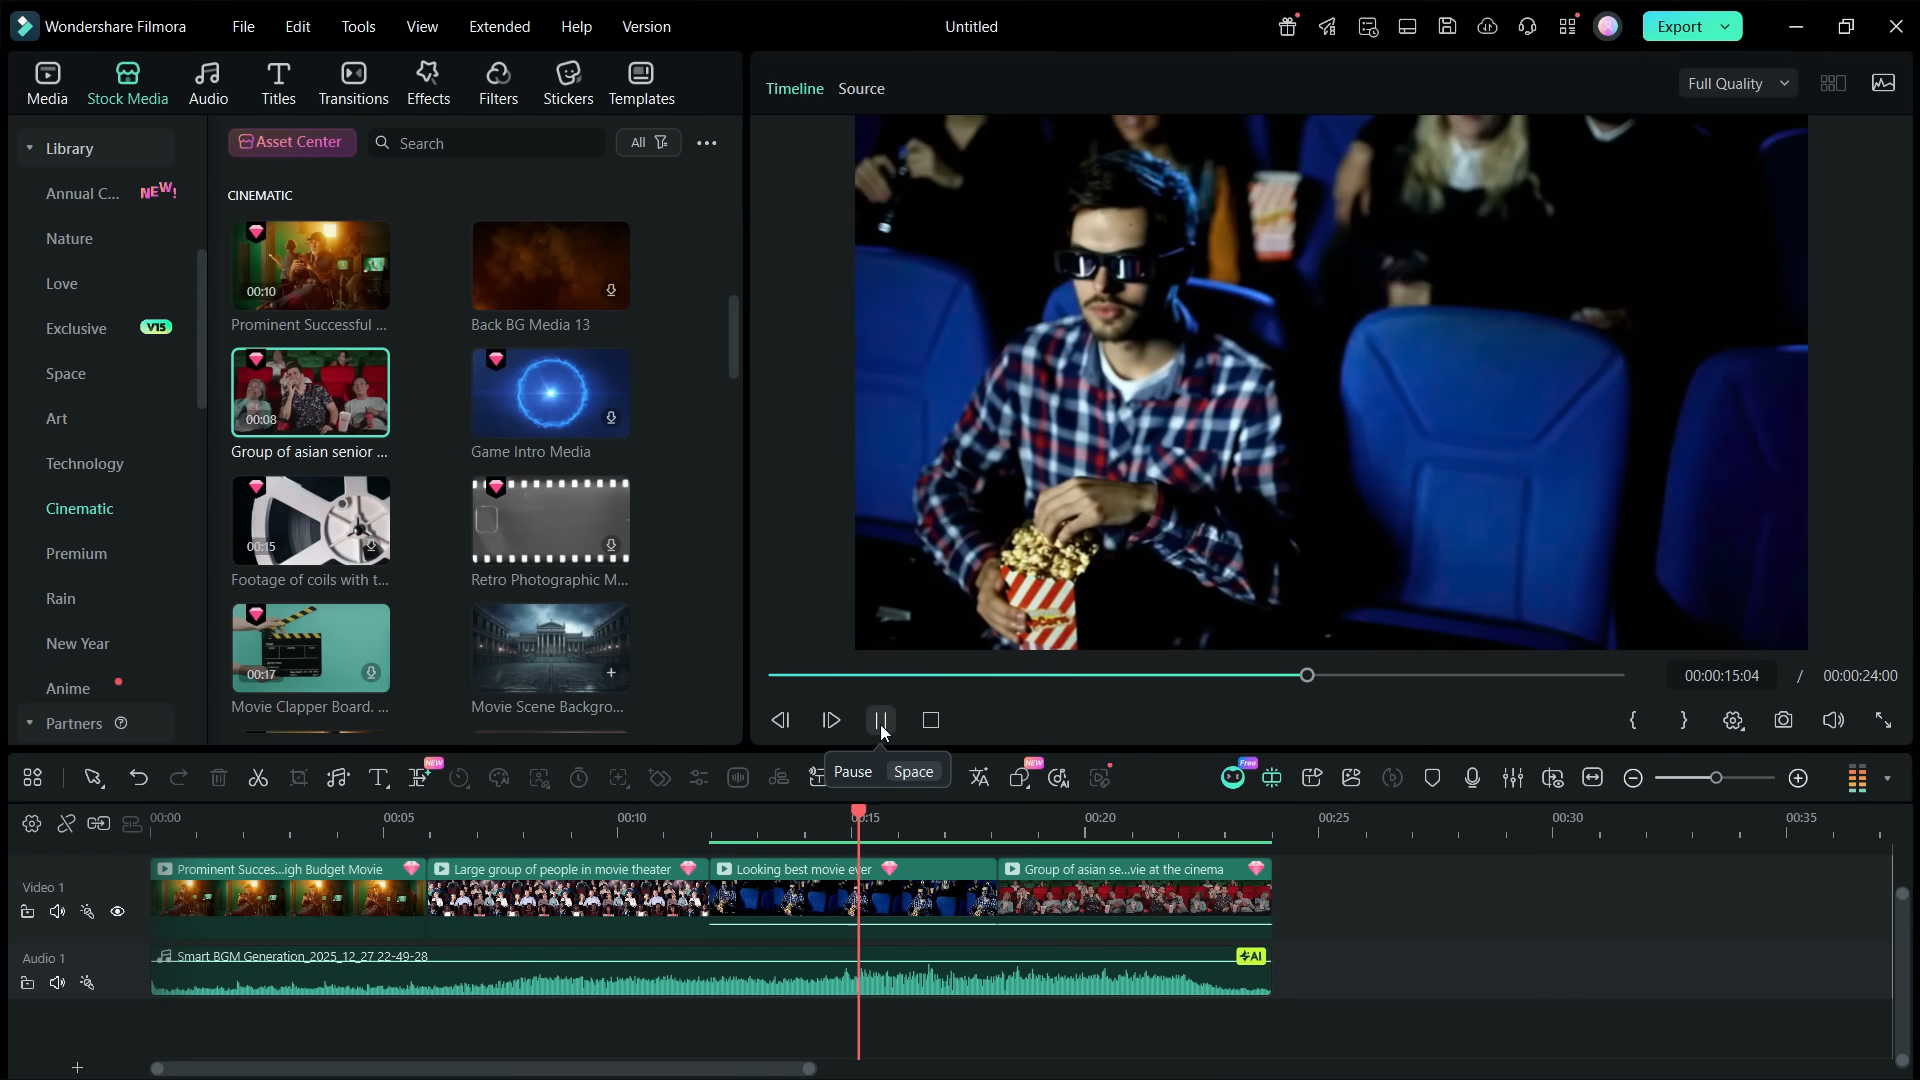 Wondershare Filmora
File Edit Tools View Extended Help Version
Untitled
Export
Media Stock Media Audio Titles Transitions Effects Filters Stickers Templates
Timeline Source
Full Quality
Library
Annual C... NEW!
Nature
Love
Exclusive V15
Space
Art
Technology
Cinematic
Premium
Rain
New Year
Anime
Partners
Asset Center
Search
All
CINEMATIC
00:10
Prominent Successful ...
Back BG Media 13
00:08
Group of asian senior ...
Game Intro Media
00:15
Footage of coils with t...
Retro Photographic M...
00:17
Movie Clapper Board. ...
Movie Scene Backgro...
00:00:15:04 / 00:00:24:00
Pause Space
NEW
NEW
Free
00:00 00:05 00:10 00:15 00:20 00:25 00:30 00:35
Video 1
Prominent Succes...igh Budget Movie
Large group of people in movie theater
Looking best movie ever
Group of asian se...vie at the cinema
Audio 1
Smart BGM Generation_2025_12_27 22-49-28
AI